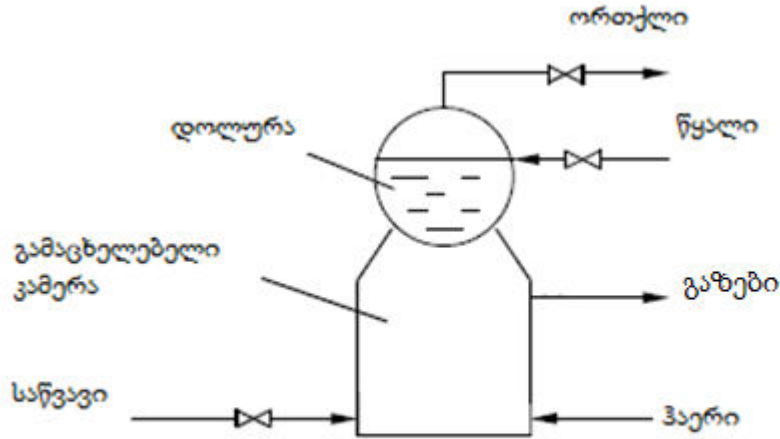 ორთქლი
დოლურა
წყალი
გამაცხელებელი
კამერა
გაზები
საწვავი
ჰაერი